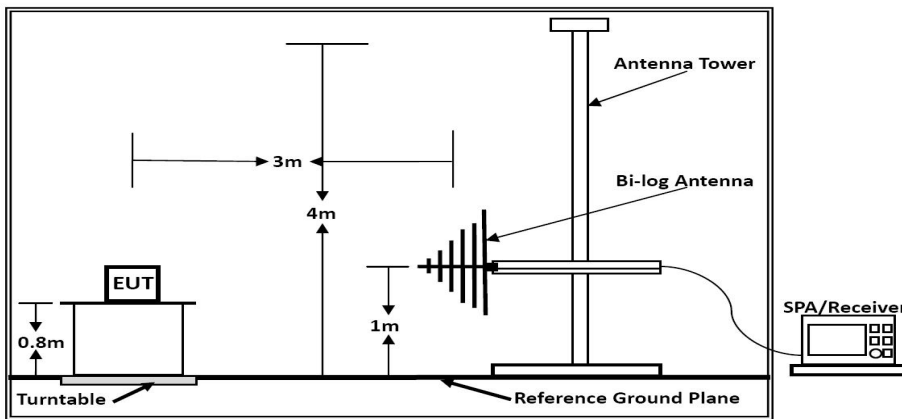 Antenna Tower
3m
Bi-log Antenna
4m
EUT
SPA/Receiver
0.8m
1m
Turntable
Reference Ground Plane